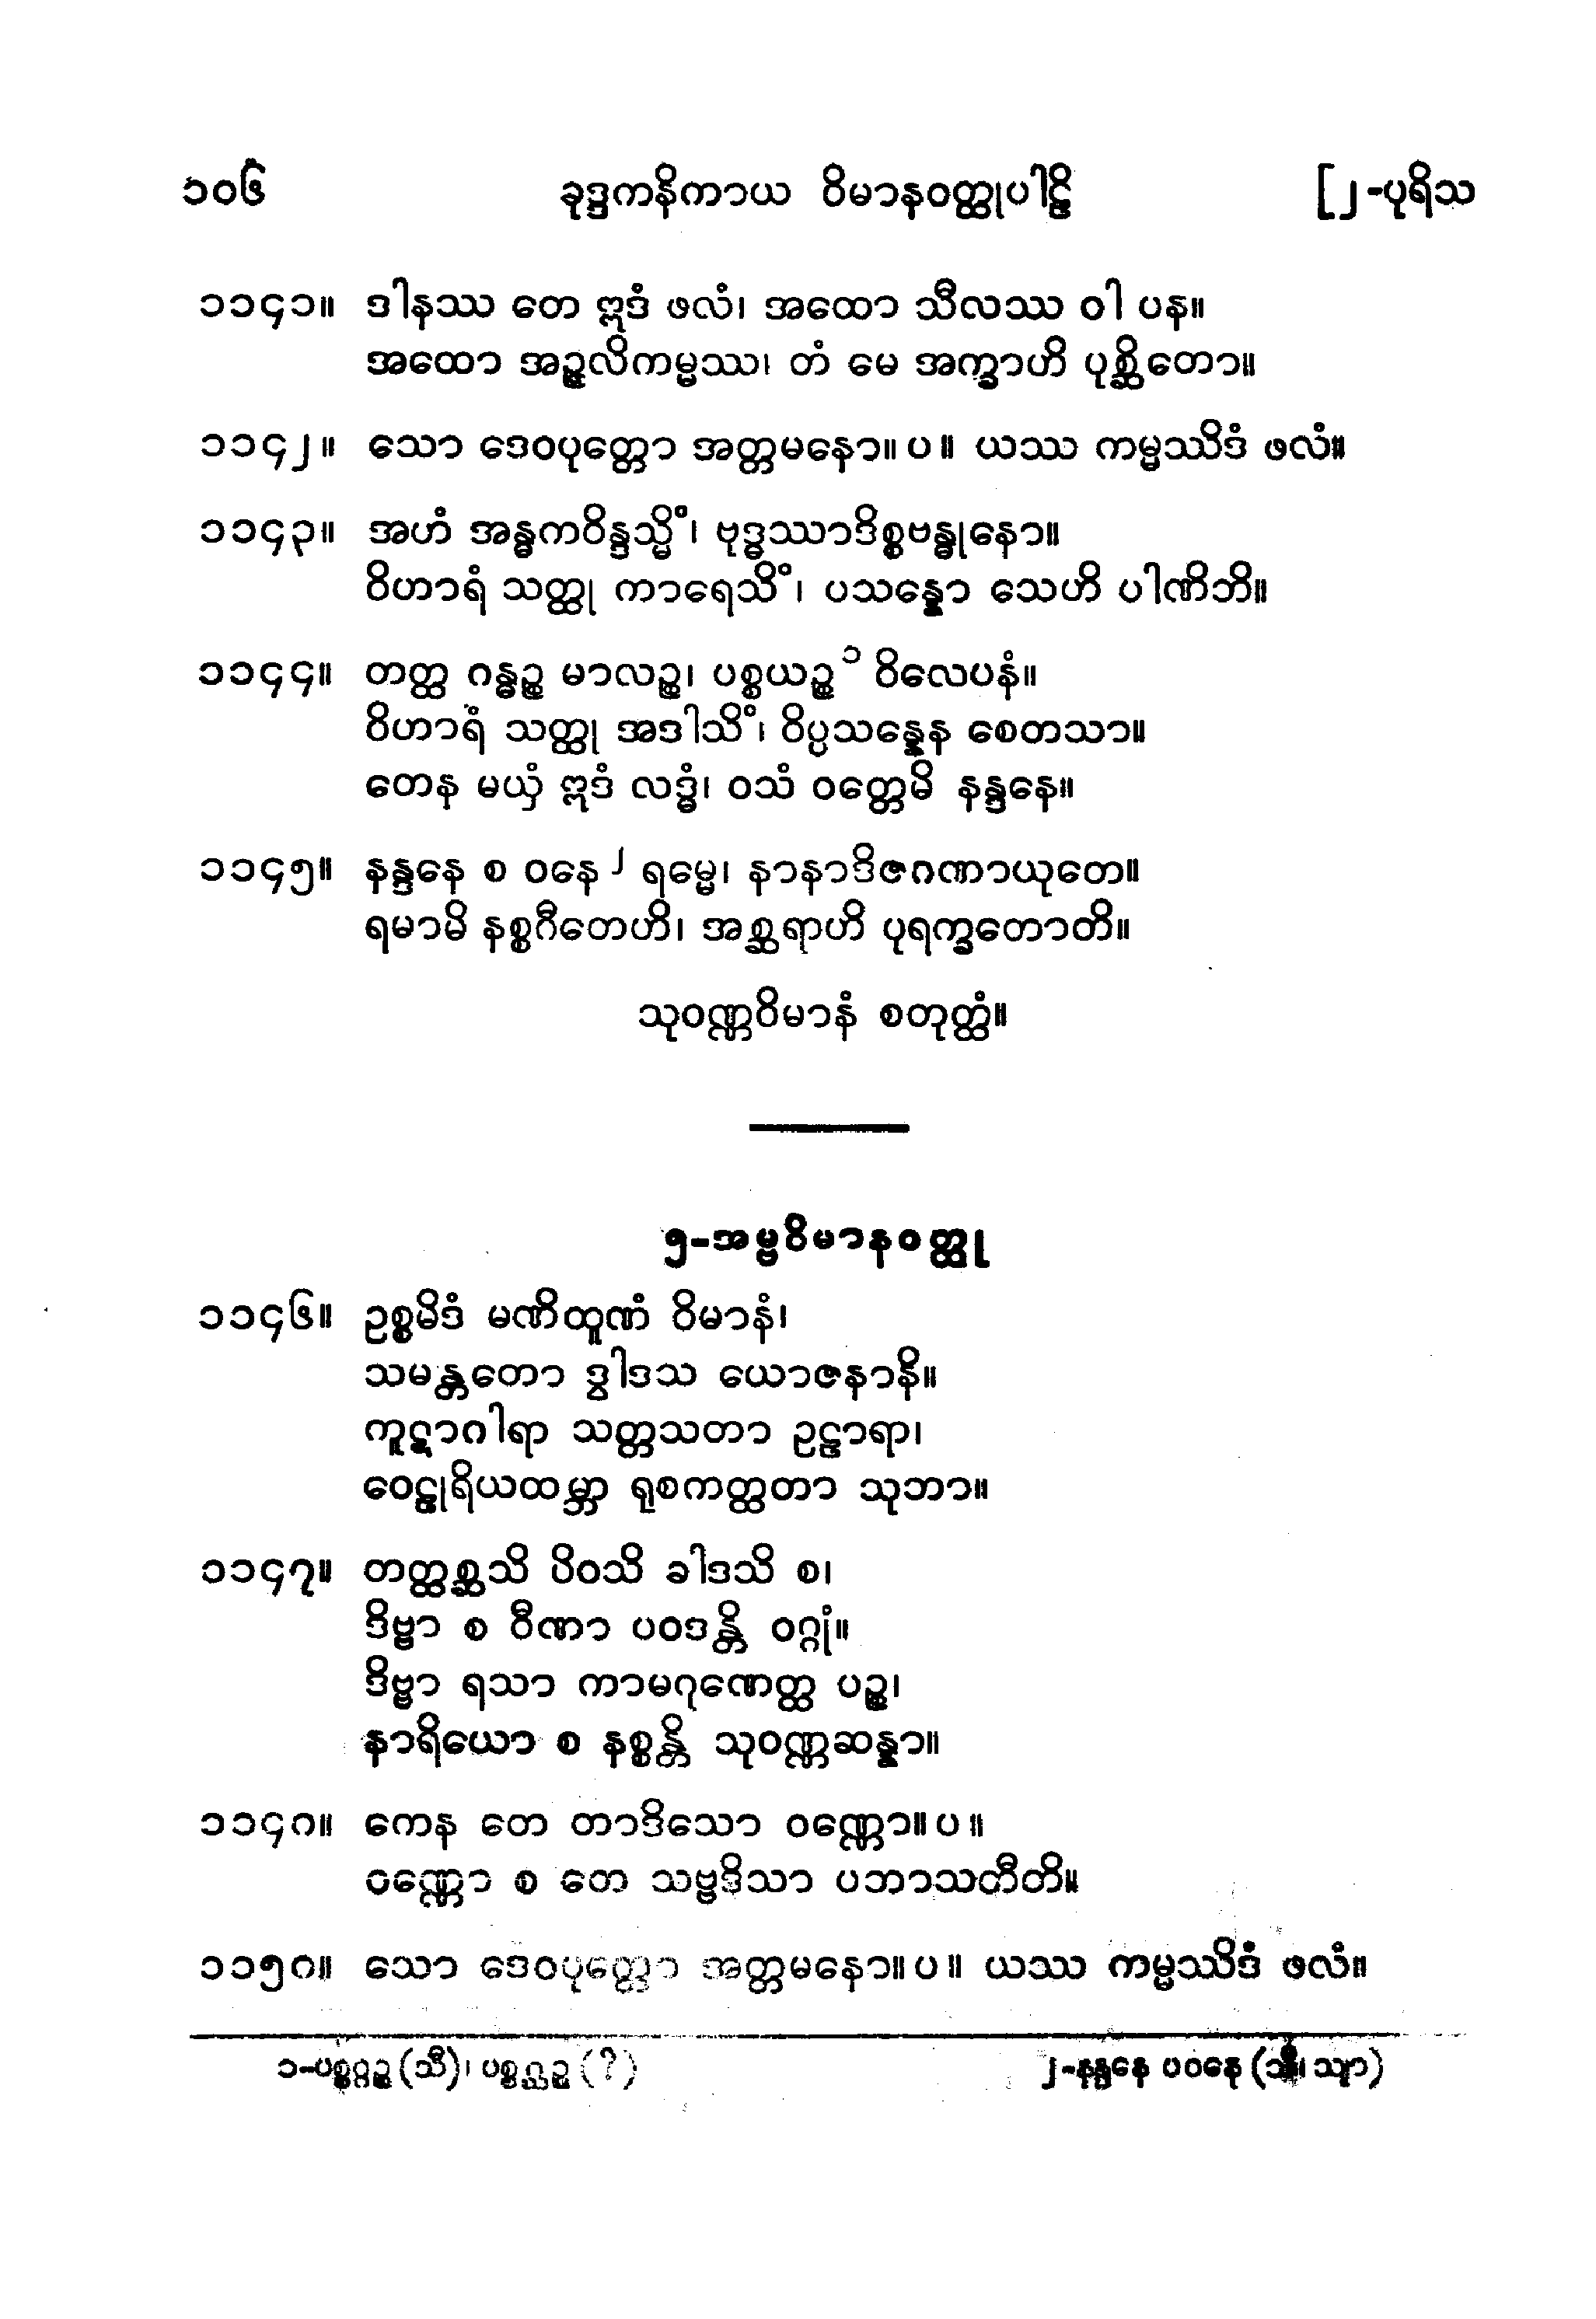 ၁၀၆ ခုဒ္ဒကနိကာယ ဝိမာနဝတ္ထုပါဠိ [၂-ပုရိသ
၁၁၄၁။ ဒါနဿ တေ ဣဒံ ဖလံ၊ အထော သီလဿ ဝါ ပန။
အထော အဉ္ဇလိကမ္မဿ၊ တံ မေ အက္ခာဟိ ပုစ္ဆိတော။
၁၁၄၂။ သော ဒေဝပုတ္တော အတ္တမနော။ ပ ။ ယဿ ကမ္မဿိဒံ ဖလံ။
၁၁၄၃။ အဟံ အန္ဓကဝိန္ဒသ္မိံ၊ ဗုဒ္ဓဿာဒိစ္စဗန္ဓုနော။
ဝိဟာရံ သတ္ထု ကာရေသိံ၊ ပသန္နော သေဟိ ပါဏိဘိ။
၁၁၄၄။ တတ္ထ ဂန္ဓဉ္စ မာလဉ္စ၊ ပစ္စယဉ္စ ၁ ဝိလေပနံ။
ဝိဟာရံ သတ္ထု အဒါသိံ၊ ဝိပ္ပသန္နေန စေတသာ။
တေန မယှံ ဣဒံ လဒ္ဓံ၊ ဝသံ ဝတ္တေမိ နန္ဒနေ။
၁၁၄၅။ နန္ဒနေ စ ဝနေ ၂ ရမ္မေ၊ နာနာဒိဇဂဏာယုတေ။
ရမာမိ နစ္စဂီတေဟိ၊ အစ္ဆရာဟိ ပုရက္ခတောတိ။
သုဝဏ္ဏဝိမာနံ စတုတ္ထံ။
၅-အမ္ဗဝိမာနဝတ္ထု
၁၁၄၆။ ဥစ္စမိဒံ မဏိထူဏံ ဝိမာနံ၊
သမန္တတော ဒွါဒသ ယောဇနာနိ။
ကူဋာဂါရာ သတ္တသတာ ဥဠာရာ၊
ဝေဠုရိယထမ္ဘာ ရုစကတ္ထတာ သုဘာ။
၁၁၄၇။ တတ္ထစ္ဆသိ ပိဝသိ ခါဒသိ စ၊
ဒိဗ္ဗာ စ ဝီဏာ ပဝဒန္တိ ဝဂ္ဂုံ။
ဒိဗ္ဗာ ရသာ ကာမဂုဏေတ္ထ ပဉ္စ၊
နာရိယော စ နစ္စန္တိ သုဝဏ္ဏဆန္နာ။
၁၁၄၈။ ကေန တေ တာဒိသော ဝဏ္ဏော။ ပ ။
ဝဏ္ဏော စ တေ သဗ္ဗဒိသာ ပဘာသတီတိ။
၁၁၅၀။ သော ဒေဝပုတ္တော အတ္တမနော။ ပ ။ ယဿ ကမ္မဿိဒံ ဖလံ။
၁-ပစ္စဂ္ဂဉ္စ (သီ)၊ ပစ္စဂ္ဃဉ္စ (?) ၂-နန္ဒနေ ပဝနေ (သီ၊ သျာ)